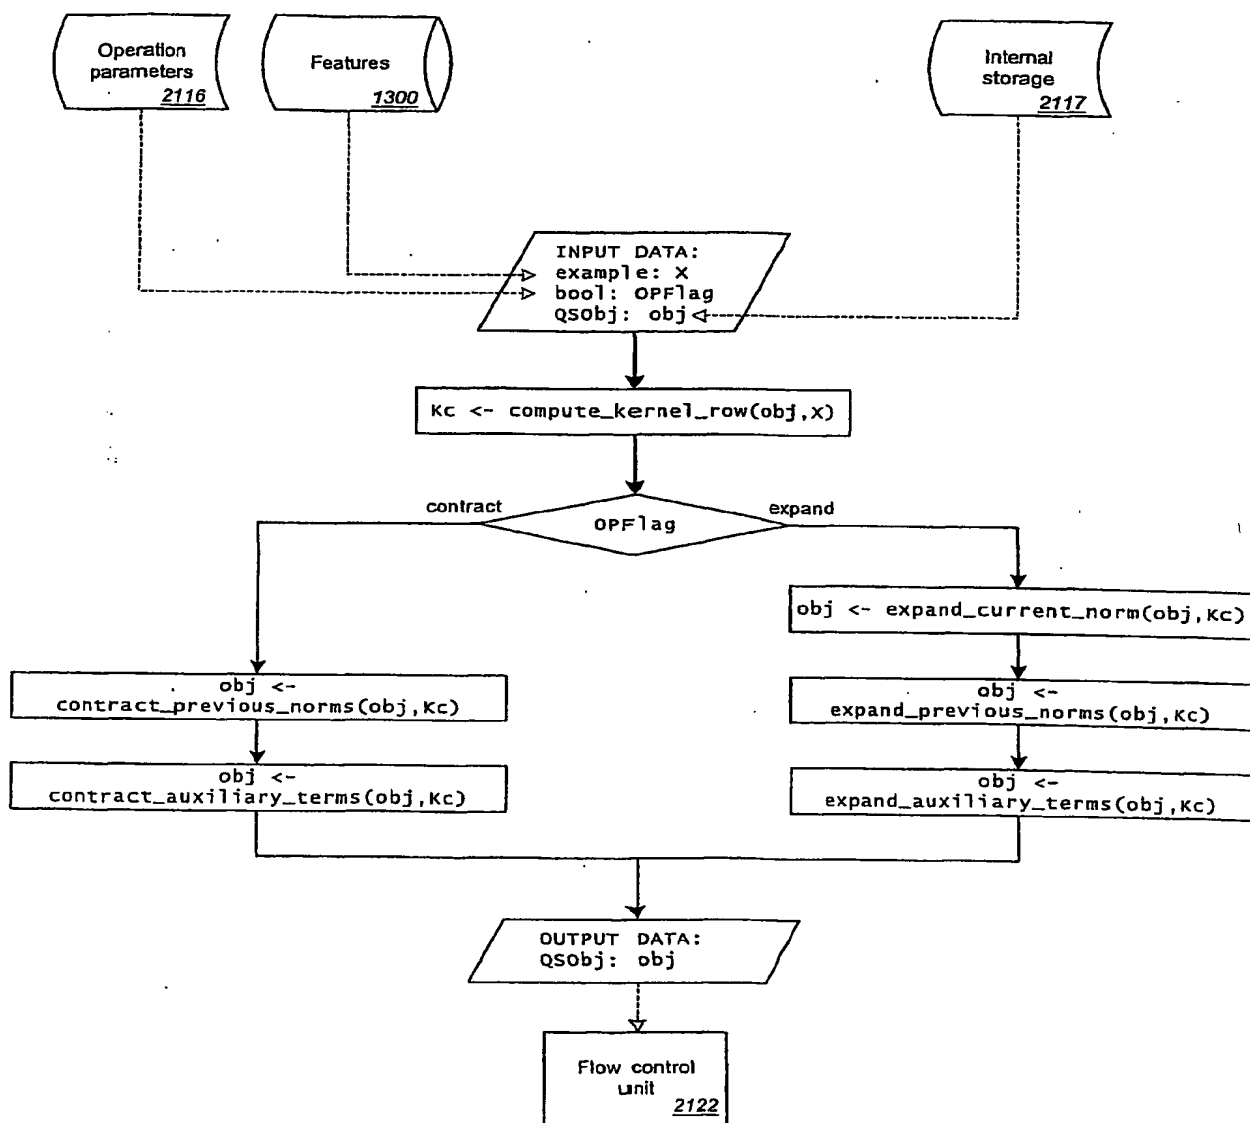 Operation
parameters
2116
Features
1300
Internal
storage
2117
INPUT DATA:
example: X
bool: OPFlag
QSObj: obj
Kc <- compute_kernel_row(obj,X)
contract
OPFlag
expand
obj <- expand_current_norm(obj,Kc)
obj <-
contract_previous_norms(obj,Kc)
obj <-
expand_previous_norms(obj,Kc)
obj <-
contract_auxiliary_terms(obj,Kc)
obj <-
expand_auxiliary_terms(obj,Kc)
OUTPUT DATA:
QSObj: obj
Flow control
unit
2122